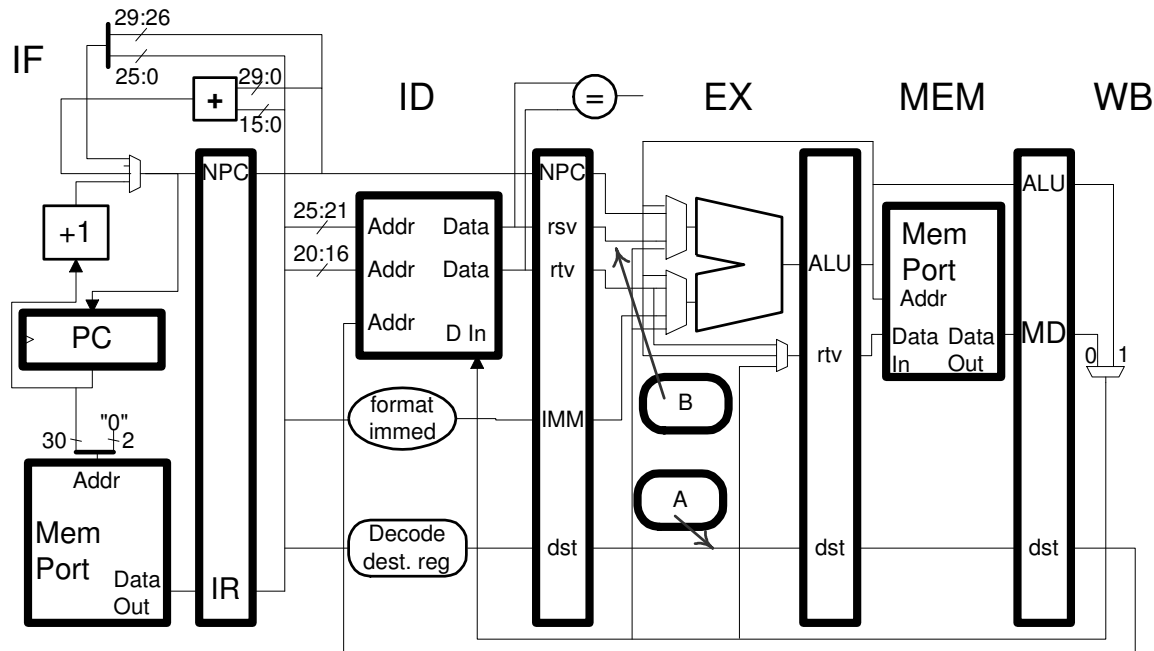 29:26
IF
25:0
+
29:0
15:0
ID
=
EX
MEM
WB
NPC
NPC
ALU
+1
25:21
Addr
Data
rsv
Mem
Port
20:16
Addr
Data
rtv
ALU
Addr
PC
Addr
D In
Data
In
Data
Out
rtv
MD
0
1
format
immed
IMM
B
"0"
30
2
Addr
Mem
Port
Data
Out
IR
Decode
dest. reg
dst
A
dst
dst